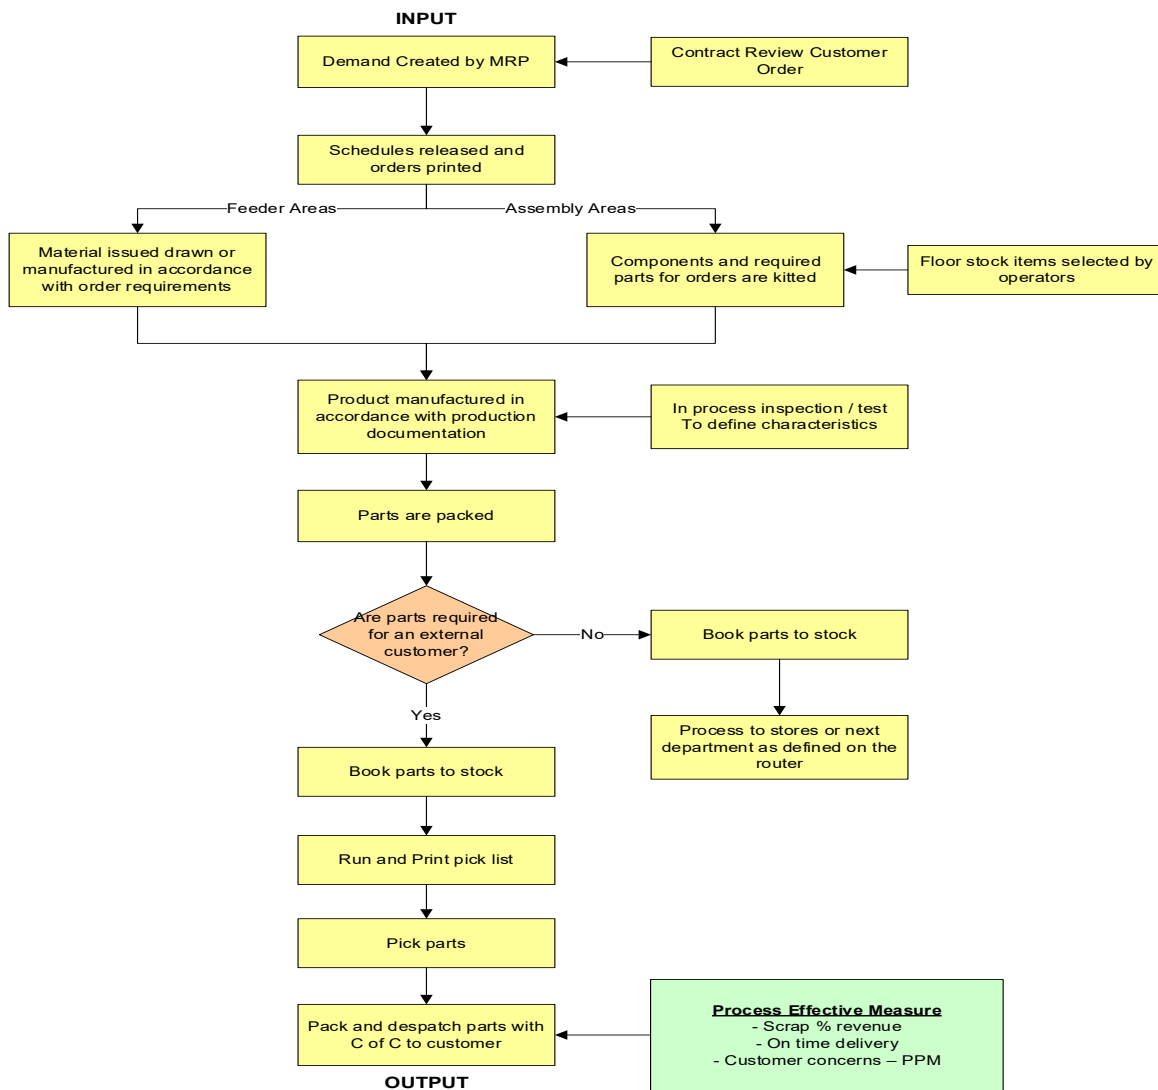 INPUT
Demand Created by MRP
Contract Review Customer
Order
Schedules released and
orders printed
Feeder Areas
Assembly Areas
Material issued drawn or
manufactured in accordance
with order requirements
Components and required
parts for orders are kitted
Floor stock items selected by
operators
Product manufactured in
accordance with production
documentation
In process inspection / test
To define characteristics
Parts are packed
Are parts required
for an external
customer?
No
Book parts to stock
Yes
Process to stores or next
department as defined on the
router
Book parts to stock
Run and Print pick list
Pick parts
Pack and despatch parts with
C of C to customer
Process Effective Measure
- Scrap % revenue
- On time delivery
- Customer concerns – PPM
OUTPUT